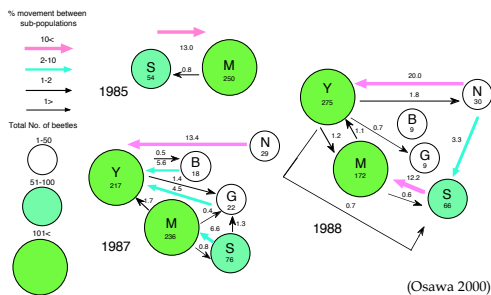 % movement between
sub-populations
10<
2-10
1-2
1>
Total No. of beetles
1-50
51-100
101<
13.0
S
54
0.8
M
250
1985
13.4
N
29
Y
217
0.5
5.6
B
18
1.4
4.5
G
22
1.7
M
236
0.4
6.6
1.3
0.8
S
76
1987
20.0
Y
275
1.8
N
30
B
9
3.3
1.2
1.1
0.7
G
9
M
172
12.2
0.6
S
66
0.7
1988
(Osawa 2000)